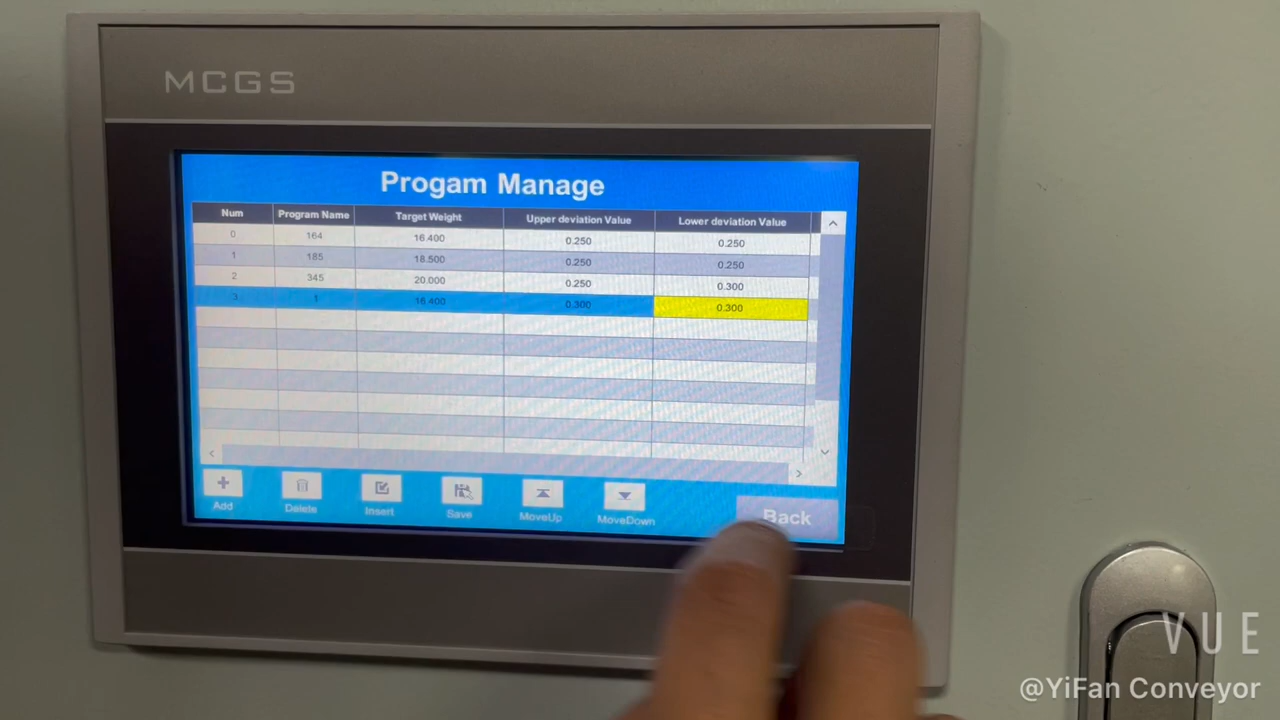 MCGS
Progam Manage
Num Program Name Target Weight Upper deviation Value Lower deviation Value
0 164 16.400 0.250 0.250
1 185 18.500 0.250 0.250
2 345 20.000 0.250 0.300
3 1 16.400 0.300 0.300
Add Delete Insert Save MoveUp MoveDown Back
VUE
@YiFan Conveyor